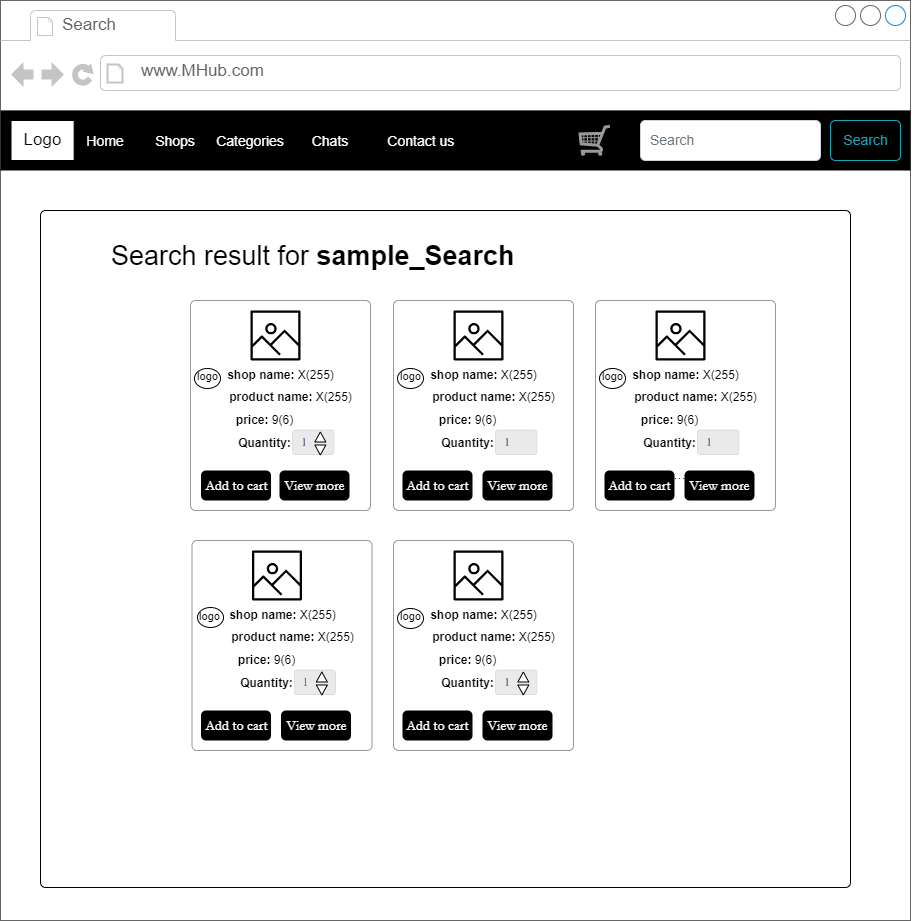 Search
www.MHub.com
Logo Home Shops Categories Chats Contact us Search Search
Search result for sample_Search
logo shop name: X(255)
product name: X(255)
price: 9(6)
Quantity: 1
Add to cart View more
logo shop name: X(255)
product name: X(255)
price: 9(6)
Quantity: 1
Add to cart View more
logo shop name: X(255)
product name: X(255)
price: 9(6)
Quantity: 1
Add to cart View more
logo shop name: X(255)
product name: X(255)
price: 9(6)
Quantity: 1
Add to cart View more
logo shop name: X(255)
product name: X(255)
price: 9(6)
Quantity: 1
Add to cart View more